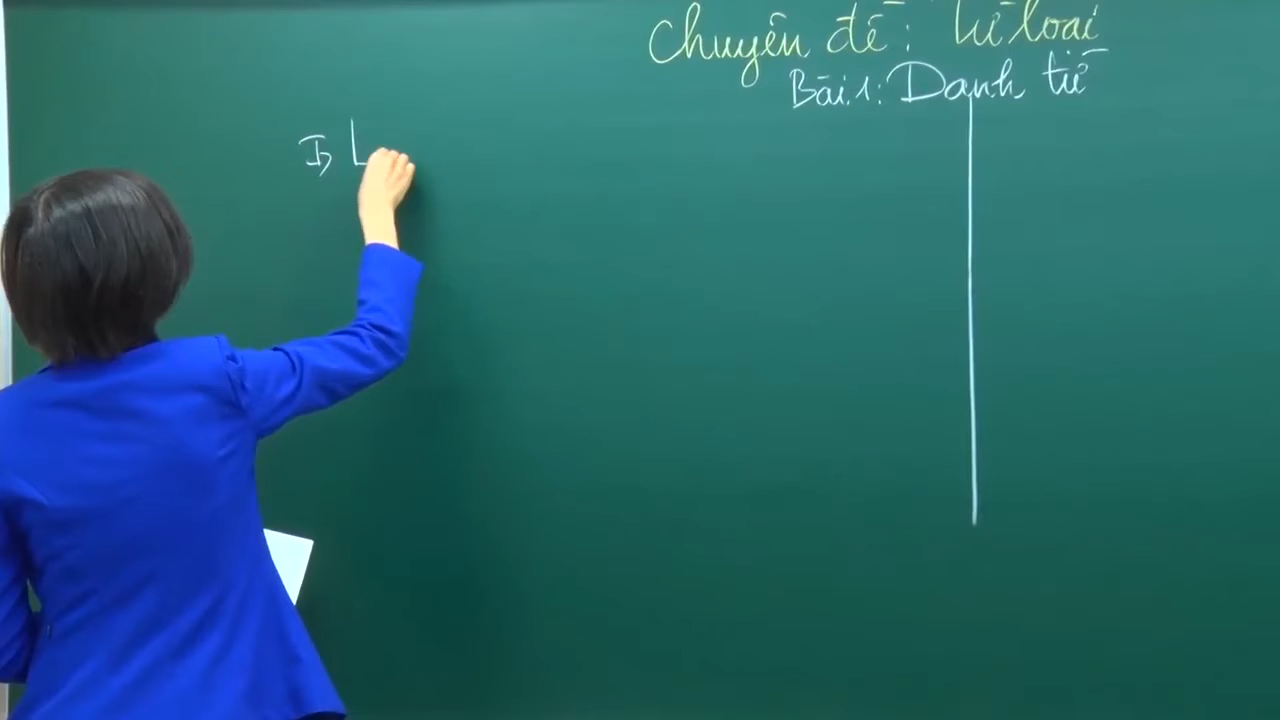 Chuyên đề: Từ loại
Bài 1: Danh từ
I, L